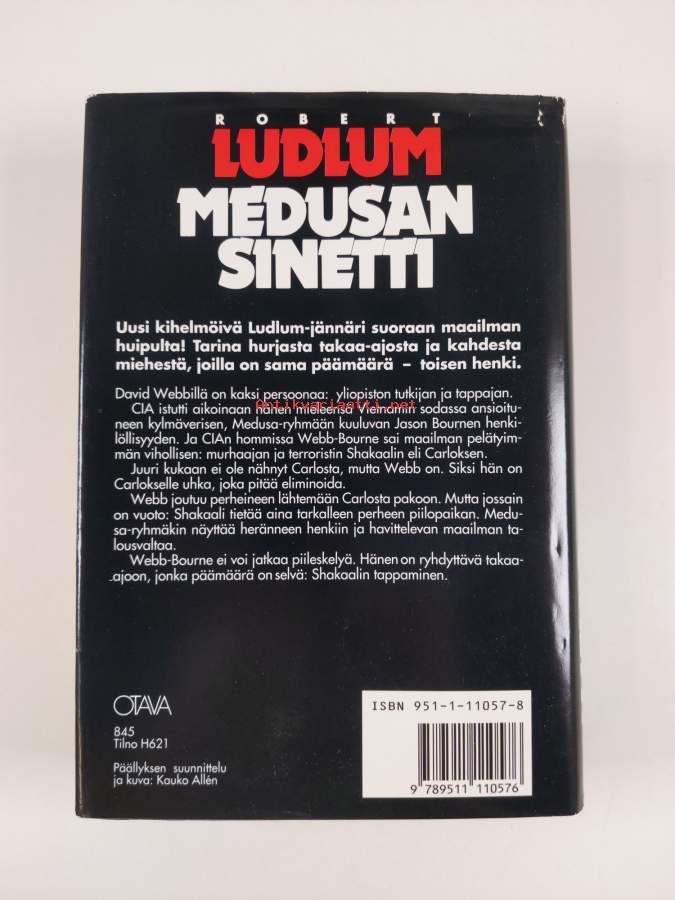 ROBERT
LUDLUM
MEDUSAN
SINETTI
Uusi kihelmöivä Ludlum-jännäri suoraan maailman
huipulta! Tarina hurjasta takaa-ajosta ja kahdesta
miehestä, joilla on sama päämäärä – toisen henki.
David Webbillä on kaksi persoonaa: yliopiston tutkijan ja tappajan.
Antikvariaatti.net
CIA istutti aikoinaan hänen mieleensä Vietnamin sodassa ansioitu-
neen kylmäverisen, Medusa-ryhmään kuuluvan Jason Bournen henki-
löllisyyden. Ja CIAn hommissa Webb-Bourne sai maailman pelätyim-
män vihollisen: murhaajan ja terroristin Shakaalin eli Carloksen.
Juuri kukaan ei ole nähnyt Carlosta, mutta Webb on. Siksi hän on
Carlokselle uhka, joka pitää eliminoida.
Webb joutuu perheineen lähtemään Carlosta pakoon. Mutta jossain
on vuoto: Shakaali tietää aina tarkalleen perheen piilopaikan. Medu-
sa-ryhmäkin näyttää heränneen henkiin ja havittelevan maailman ta-
lousvaltaa.
Webb-Bourne ei voi jatkaa piileskelyä. Hänen on ryhdyttävä takaa-
ajoon, jonka päämäärä on selvä: Shakaalin tappaminen.
OTAVA
845
Tilno H621
Päällyksen suunnittelu
ja kuva: Kauko Allén
ISBN 951-1-11057-8
9 789511 110576